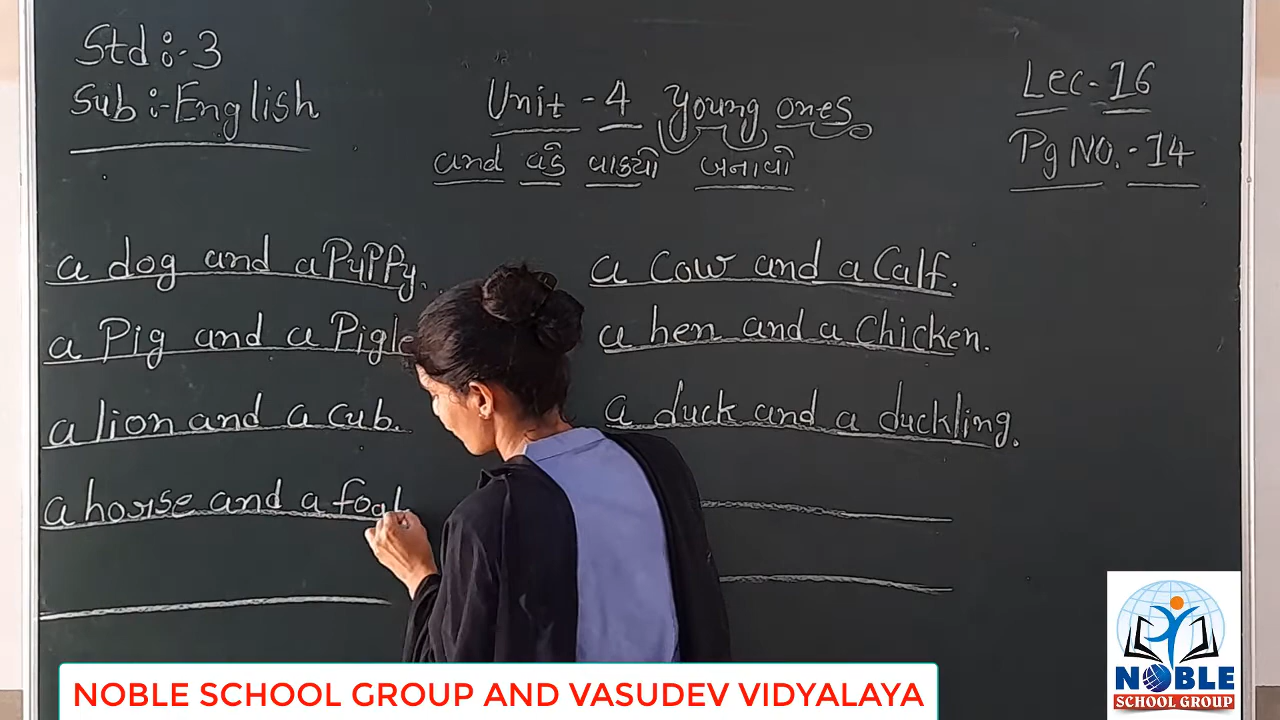 Std :- 3
Sub :- English
Unit - 4 Young ones
and વડે વાકયો બનાવો
Lec - 16
Pg NO. - 14
a dog and a Puppy.
a Pig and a Pigle
a lion and a cub.
a horse and a foal
a cow and a calf.
a hen and a chicken.
a duck and a duckling.
NOBLE SCHOOL GROUP AND VASUDEV VIDYALAYA
NOBLE
SCHOOL GROUP